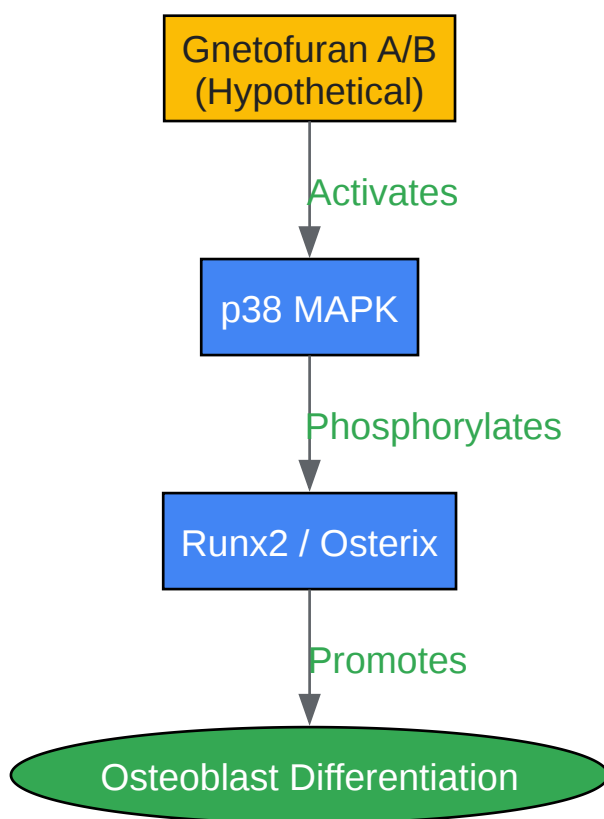 Gnetofuran A/B
(Hypothetical)
Activates
p38 MAPK
Phosphorylates
Runx2 / Osterix
Promotes
Osteoblast Differentiation